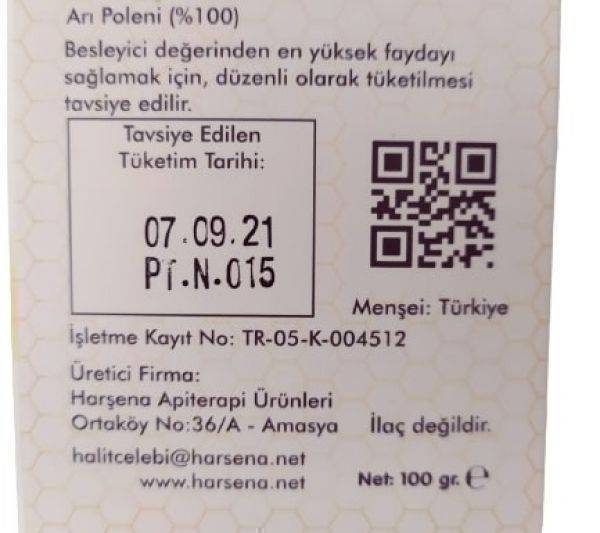 Arı Poleni (%100)
Besleyici değerinden en yüksek faydayı
sağlamak için, düzenli olarak tüketilmesi
tavsiye edilir.
Tavsiye Edilen
Tüketim Tarihi:
07.09.21
PT.N.015
Menşei: Türkiye
İşletme Kayıt No: TR-05-K-004512
Üretici Firma:
Harşena Apiterapi Ürünleri
Ortaköy No:36/A - Amasya
İlaç değildir.
halitcelebi@harsena.net
www.harsena.net
Net: 100 gr. ℮